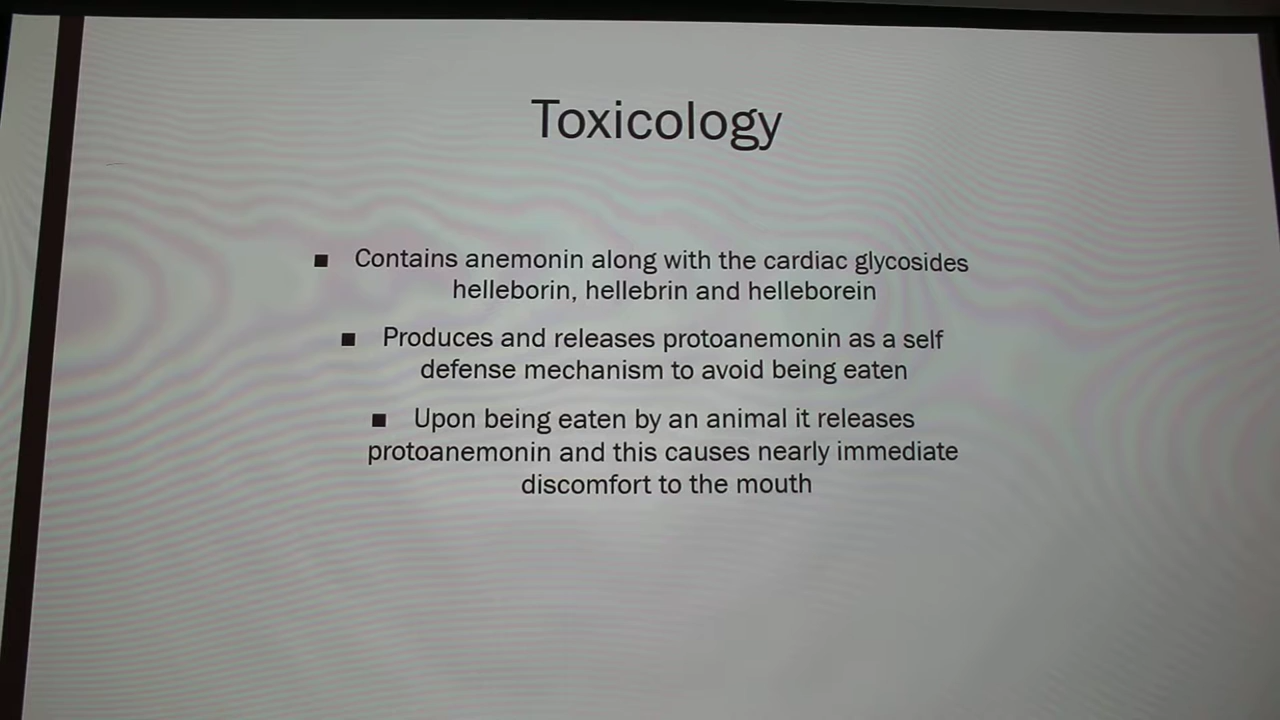 Toxicology
■ Contains anemonin along with the cardiac glycosides
helleborin, hellebrin and helleborein
■ Produces and releases protoanemonin as a self
defense mechanism to avoid being eaten
■ Upon being eaten by an animal it releases
protoanemonin and this causes nearly immediate
discomfort to the mouth